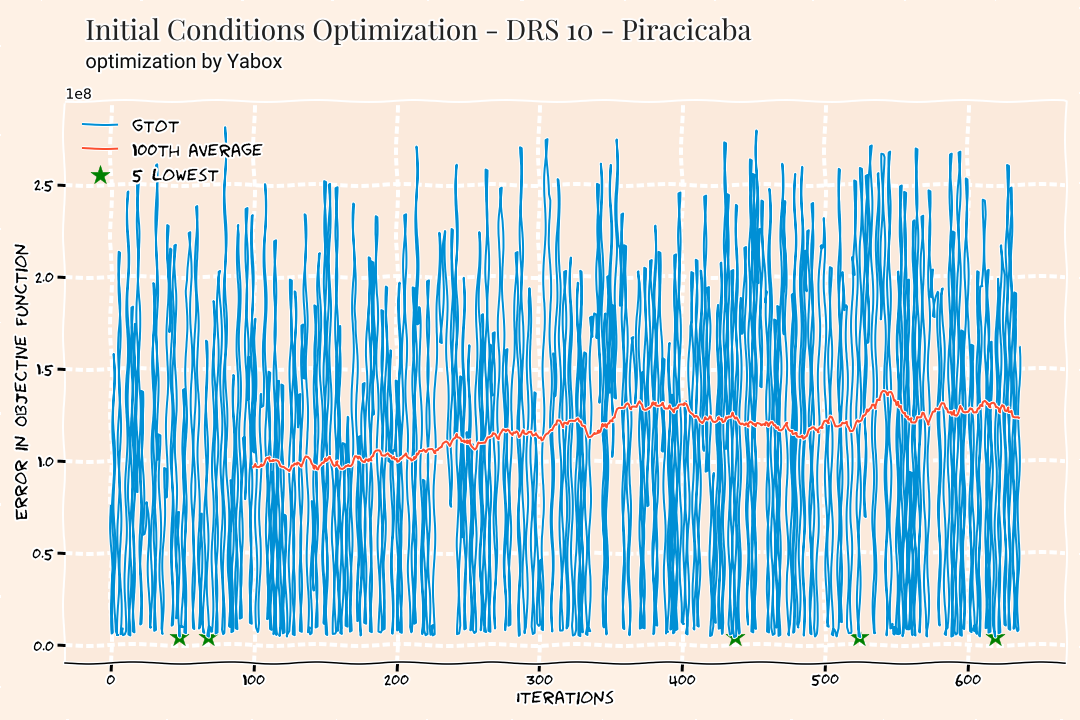 Initial Conditions Optimization - DRS 10 - Piracicaba
optimization by Yabox
1e8
GTOT
100TH AVERAGE
5 LOWEST
2.5
2.0
1.5
1.0
0.5
0.0
ERROR IN OBJECTIVE FUNCTION
0 100 200 300 400 500 600
ITERATIONS